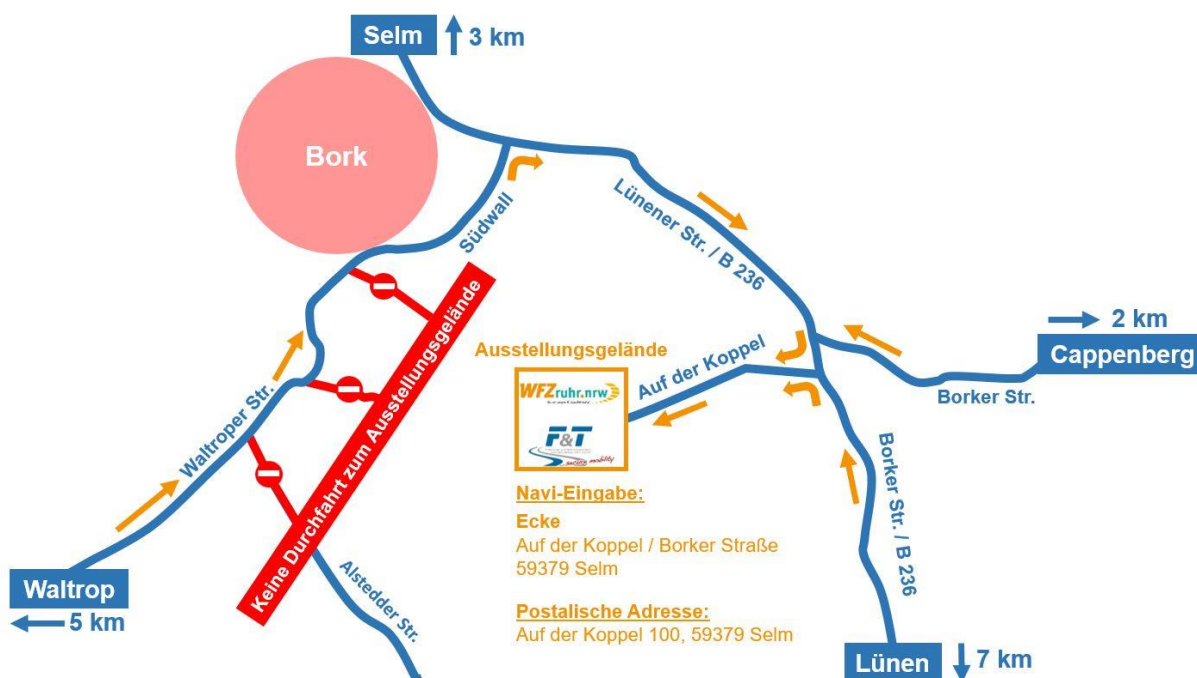 Selm
3 km
Bork
Südwall
Lünener Str. / B 236
2 km
Cappenberg
Borker Str.
Auf der Koppel
Ausstellungsgelände
WFZruhr.nrw
F&T
...secure mobility
Keine Durchfahrt zum Ausstellungsgelände
Waltroper Str.
Navi-Eingabe:
Ecke
Auf der Koppel / Borker Straße
59379 Selm
Postalische Adresse:
Auf der Koppel 100, 59379 Selm
Borker Str. / B 236
Waltrop
5 km
Alstedder Str.
Lünen
7 km